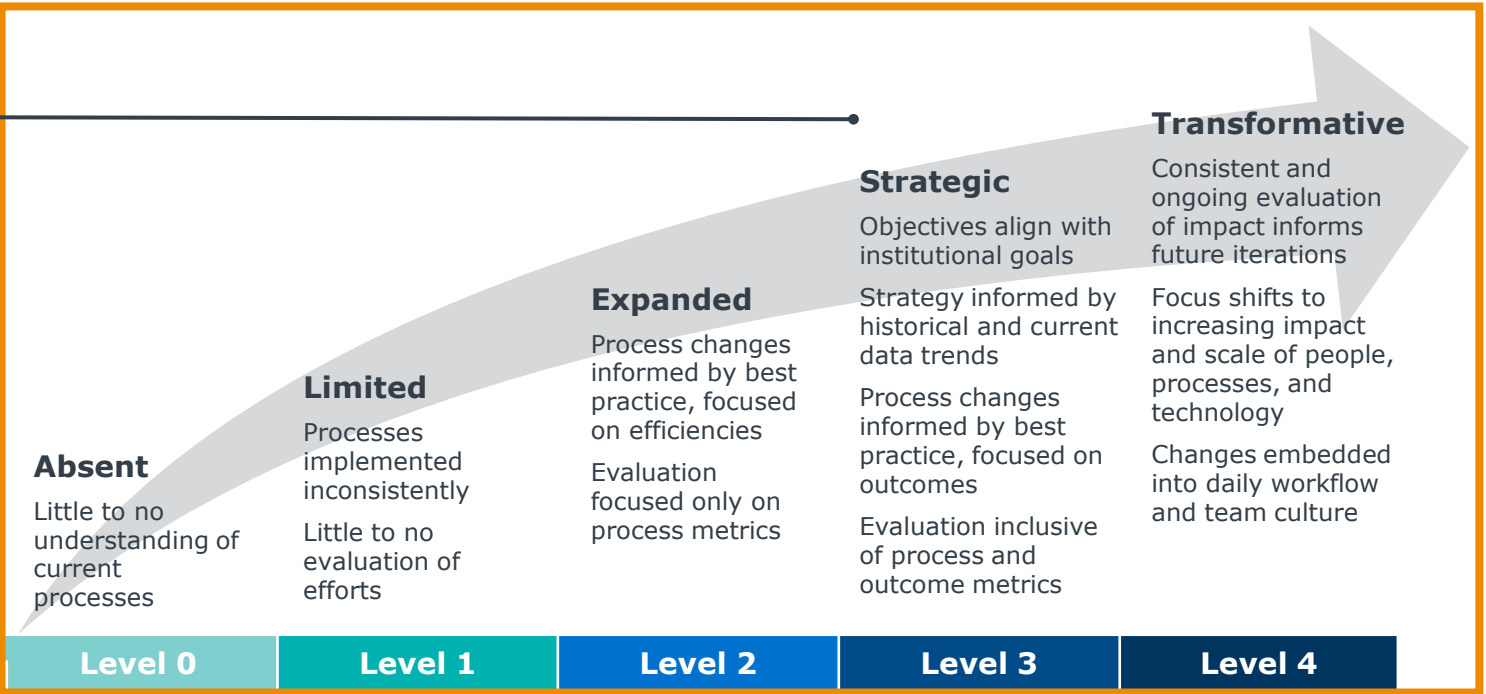 Absent
Little to no
understanding of
current
processes
Limited
Processes
implemented
inconsistently
Little to no
evaluation of
efforts
Expanded
Process changes
informed by best
practice, focused
on efficiencies
Evaluation
focused only on
process metrics
Strategic
Objectives align with
institutional goals
Strategy informed by
historical and current
data trends
Process changes
informed by best
practice, focused on
outcomes
Evaluation inclusive
of process and
outcome metrics
Transformative
Consistent and
ongoing evaluation
of impact informs
future iterations
Focus shifts to
increasing impact
and scale of people,
processes, and
technology
Changes embedded
into daily workflow
and team culture
Level 0
Level 1
Level 2
Level 3
Level 4